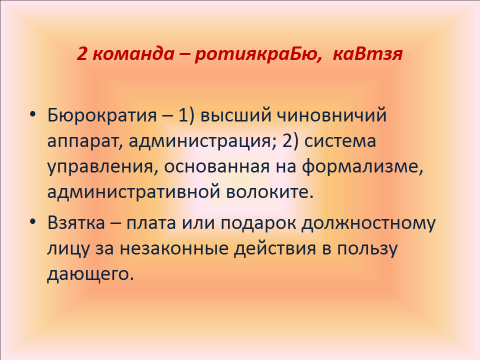 2 команда – ротиякраБю, каВтзя
• Бюрократия – 1) высший чиновничий
аппарат, администрация; 2) система
управления, основанная на формализме,
административной волоките.
• Взятка – плата или подарок должностному
лицу за незаконные действия в пользу
дающего.